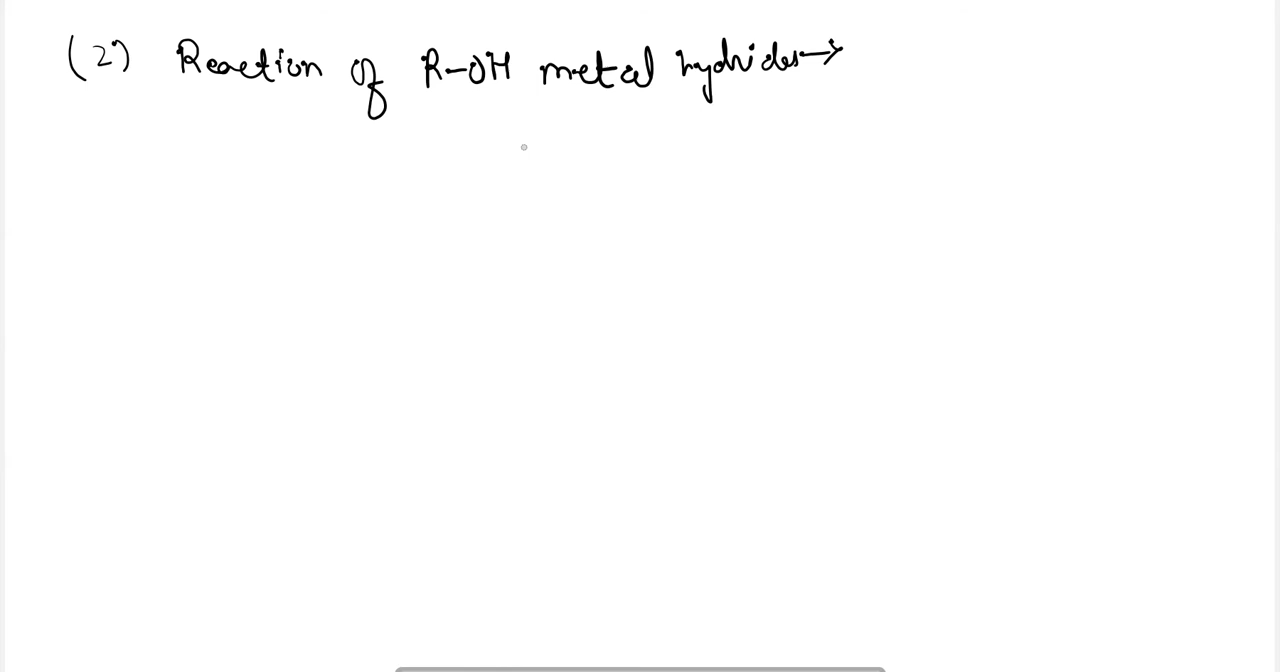 (2) Reaction of R-OH metal hydrides→